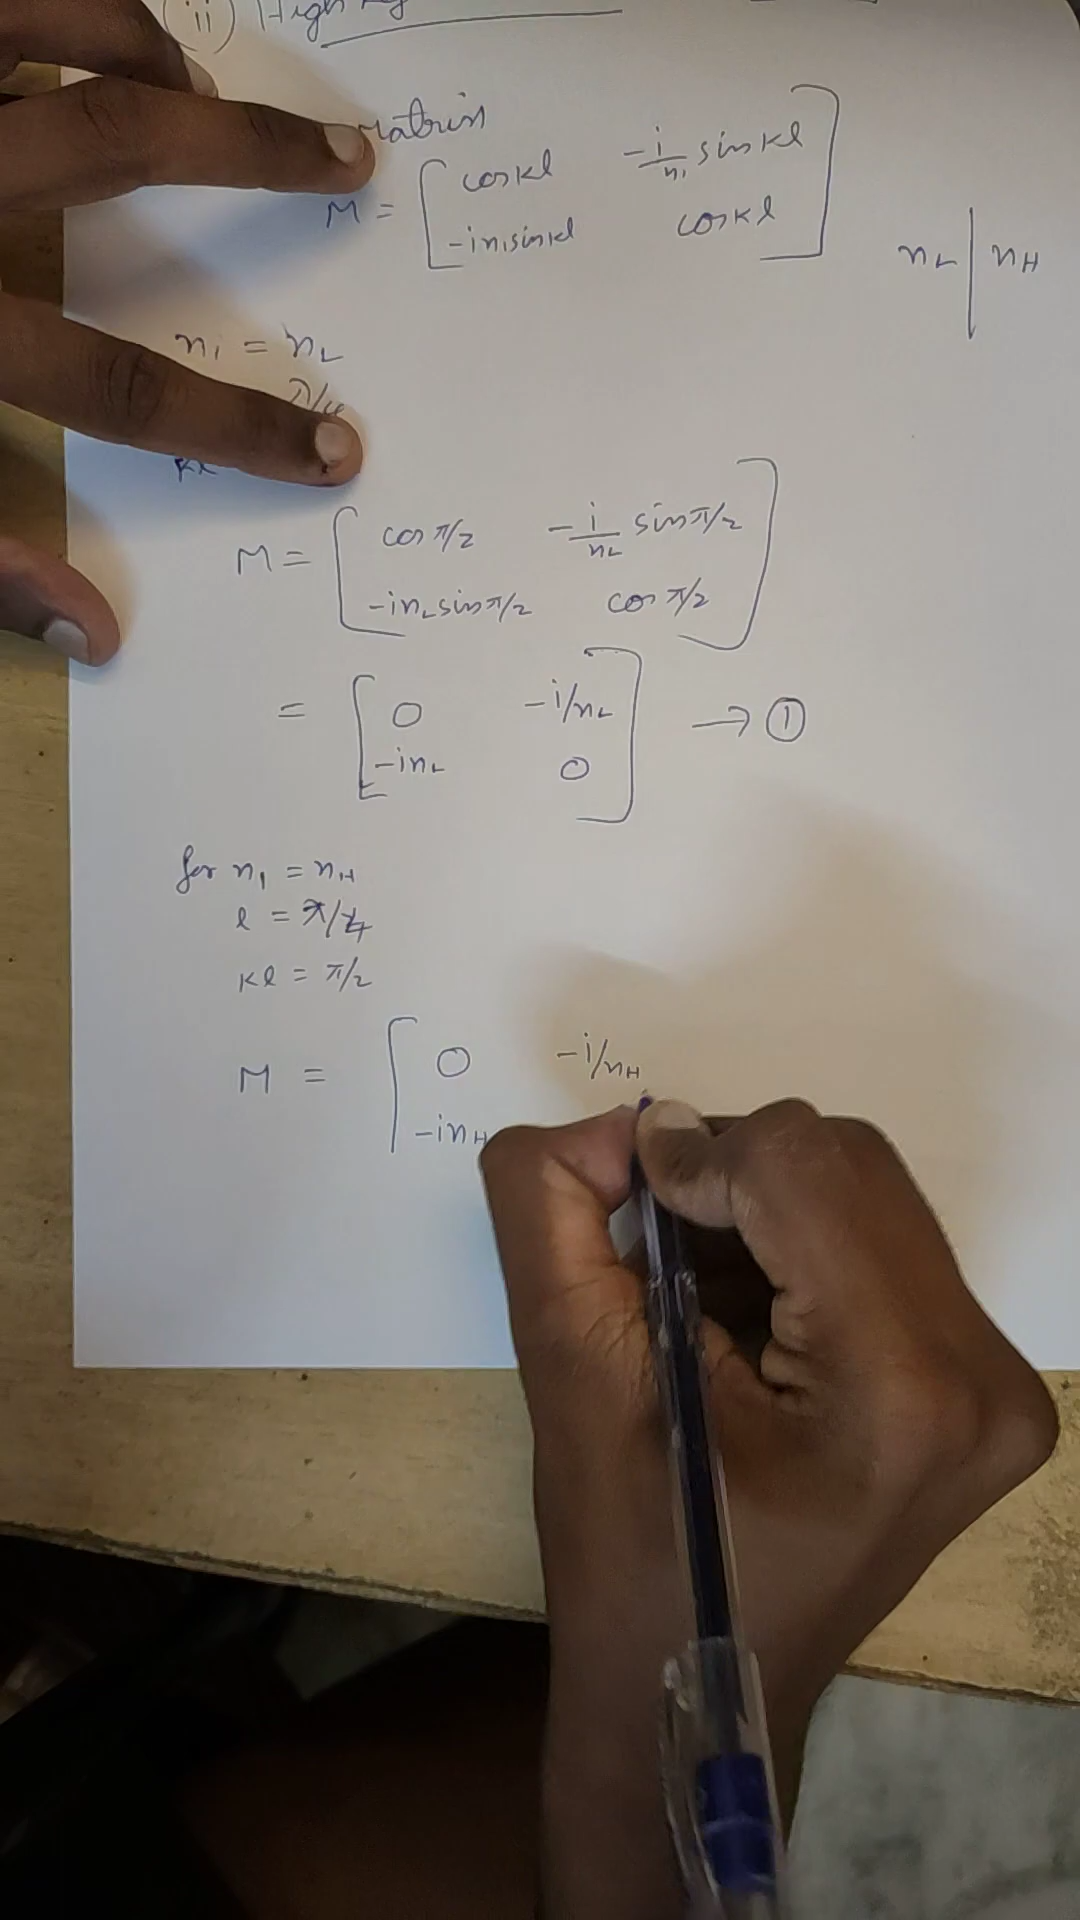 (ii) High
Matrix
M = [ cos kl   -i/n₁ sin kl
-in₁ sin kl   cos kl ]
n_L | n_H
n₁ = n_L
λ/4
kl
M = [ cos π/2   -i/n_L sin π/2
-in_L sin π/2   cos π/2 ]
= [ 0   -i/n_L
-in_L   0 ] → ①
for n₁ = n_H
l = λ/4
kl = π/2
M = [ 0   -i/n_H
-in_H